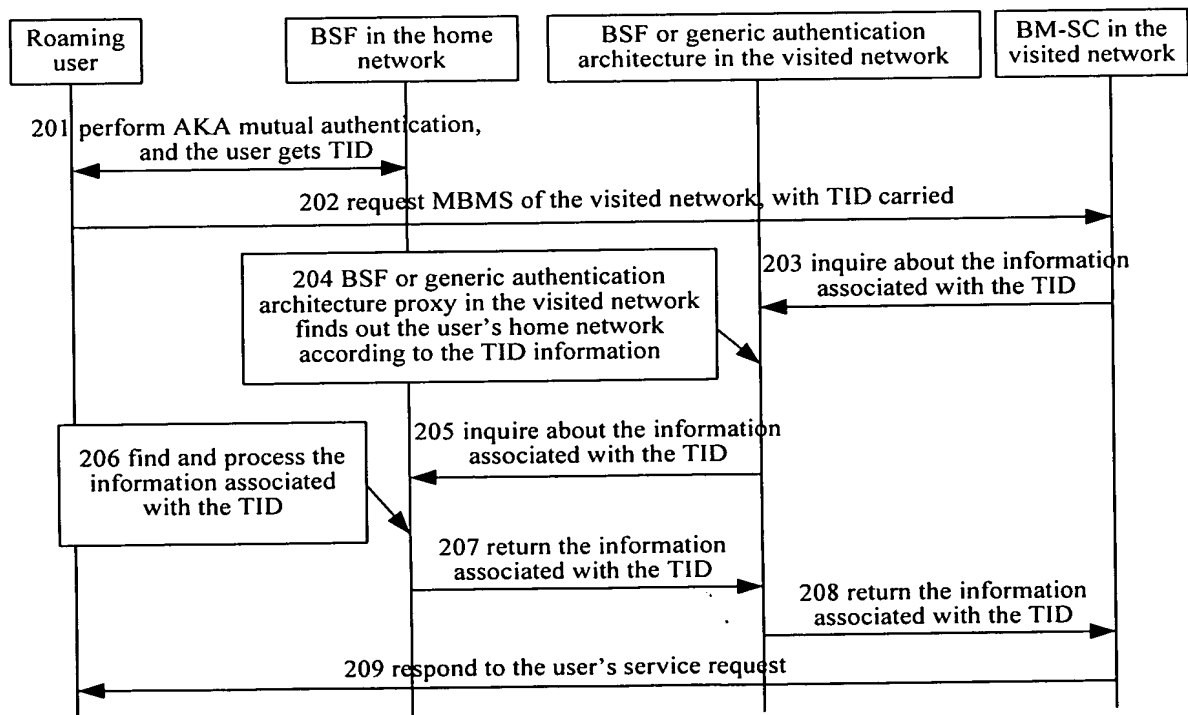 Roaming
user
BSF in the home
network
BSF or generic authentication
architecture in the visited network
BM-SC in the
visited network
201 perform AKA mutual authentication,
and the user gets TID
202 request MBMS of the visited network, with TID carried
203 inquire about the information
associated with the TID
204 BSF or generic authentication
architecture proxy in the visited network
finds out the user's home network
according to the TID information
205 inquire about the information
associated with the TID
206 find and process the
information associated
with the TID
207 return the information
associated with the TID
208 return the information
associated with the TID
209 respond to the user's service request